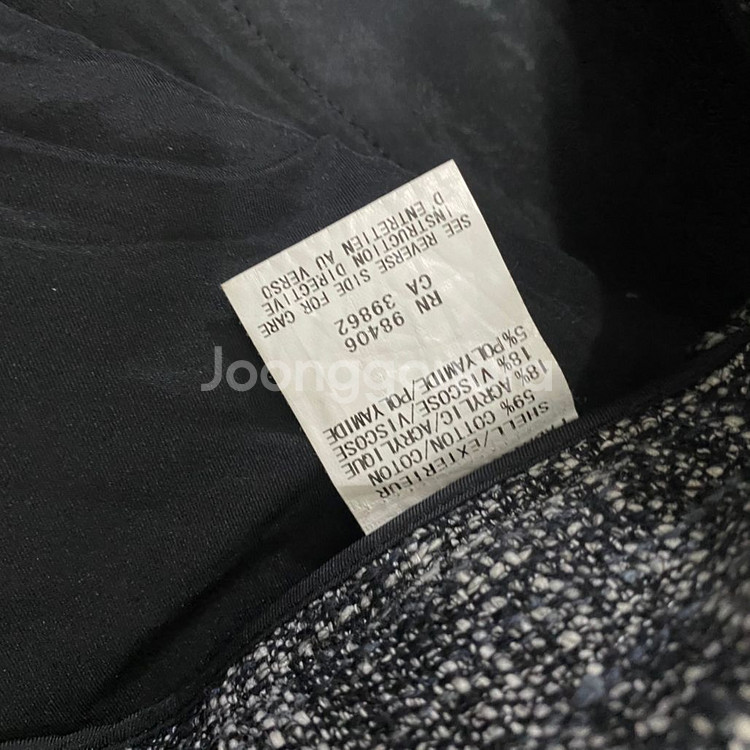 SHELL/EXTERIEUR
59% COTTON/COTON
18% ACRYLIC/ACRYLIQUE
18% VISCOSE/VISCOSE
5% POLYAMIDE/POLYAMIDE
RN 98406
CA 39862
SEE REVERSE SIDE FOR CARE
INSTRUCTION DIRECTIVE
D'ENTRETIEN AU VERSO